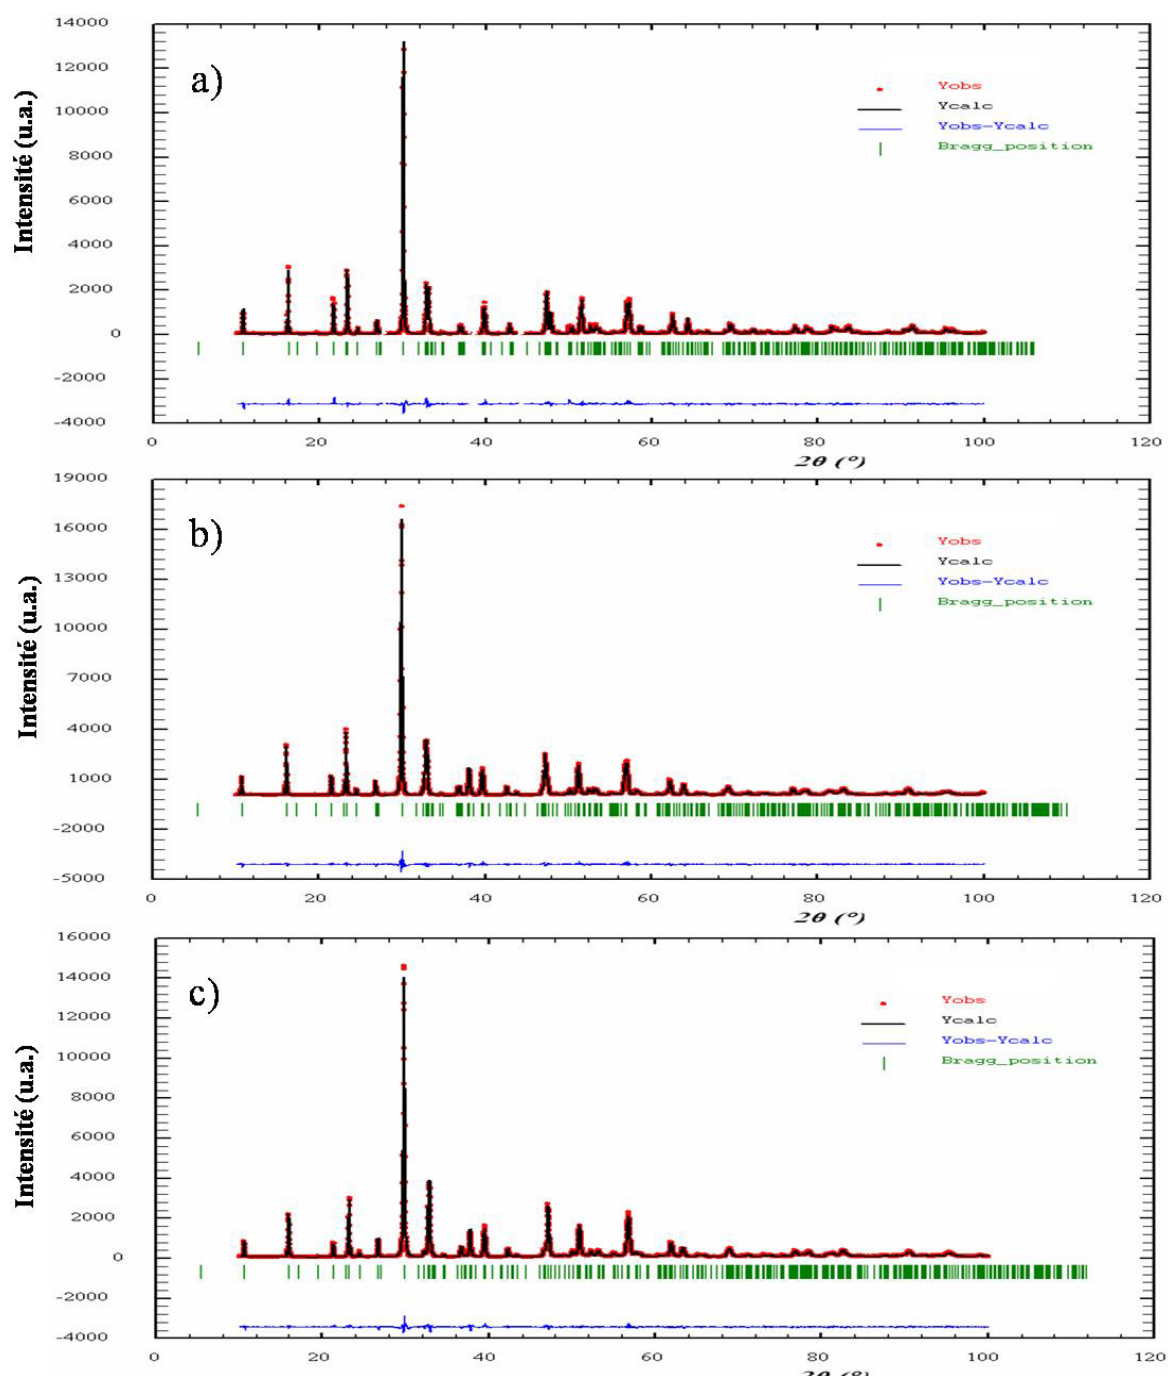 14000
12000
10000
8000
6000
4000
2000
0
-2000
-4000
Intensité (u.a.)
a)
Yobs
Ycalc
Yobs-Ycalc
Bragg_position
0 20 40 60 80 100 120
2θ (°)
19000
16000
13000
10000
7000
4000
1000
-2000
-5000
Intensité (u.a.)
b)
Yobs
Ycalc
Yobs-Ycalc
Bragg_position
0 20 40 60 80 100 120
2θ (°)
16000
14000
12000
10000
8000
6000
4000
2000
0
-2000
-4000
Intensité (u.a.)
c)
Yobs
Ycalc
Yobs-Ycalc
Bragg_position
0 20 40 60 80 100 120
2θ (°)